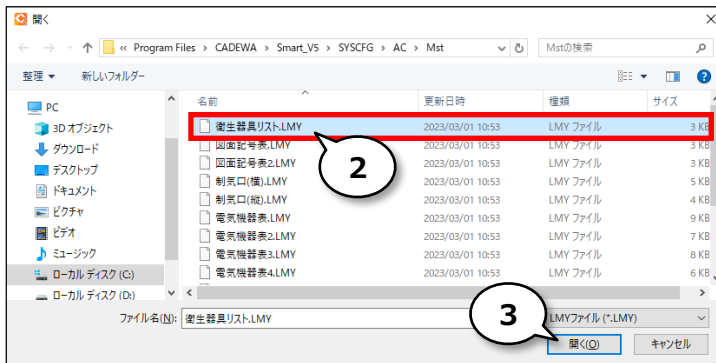 開く
« Program Files › CADEWA › Smart_V5 › SYSCFG › AC › Mst
Mstの検索
整理 新しいフォルダー
名前 更新日時 種類 サイズ
PC
3D オブジェクト
ダウンロード
デスクトップ
ドキュメント
ピクチャ
ビデオ
ミュージック
ローカル ディスク (C:)
ローカル ディスク (D:)
衛生器具リスト.LMY 2023/03/01 10:53 LMY ファイル 3 KB
図面記号表.LMY 2023/03/01 10:53 LMY ファイル 3 KB
図面記号表2.LMY 2023/03/01 10:53 LMY ファイル 3 KB
制気口(横).LMY 2023/03/01 10:53 LMY ファイル 5 KB
制気口(縦).LMY 2023/03/01 10:53 LMY ファイル 4 KB
電気機器表.LMY 2023/03/01 10:53 LMY ファイル 9 KB
電気機器表2.LMY 2023/03/01 10:53 LMY ファイル 7 KB
電気機器表3.LMY 2023/03/01 10:53 LMY ファイル 8 KB
電気機器表4.LMY 2023/03/01 10:53 LMY ファイル 6 KB
2
ファイル名(N): 衛生器具リスト.LMY
LMYファイル (*.LMY)
3
開く(O) キャンセル